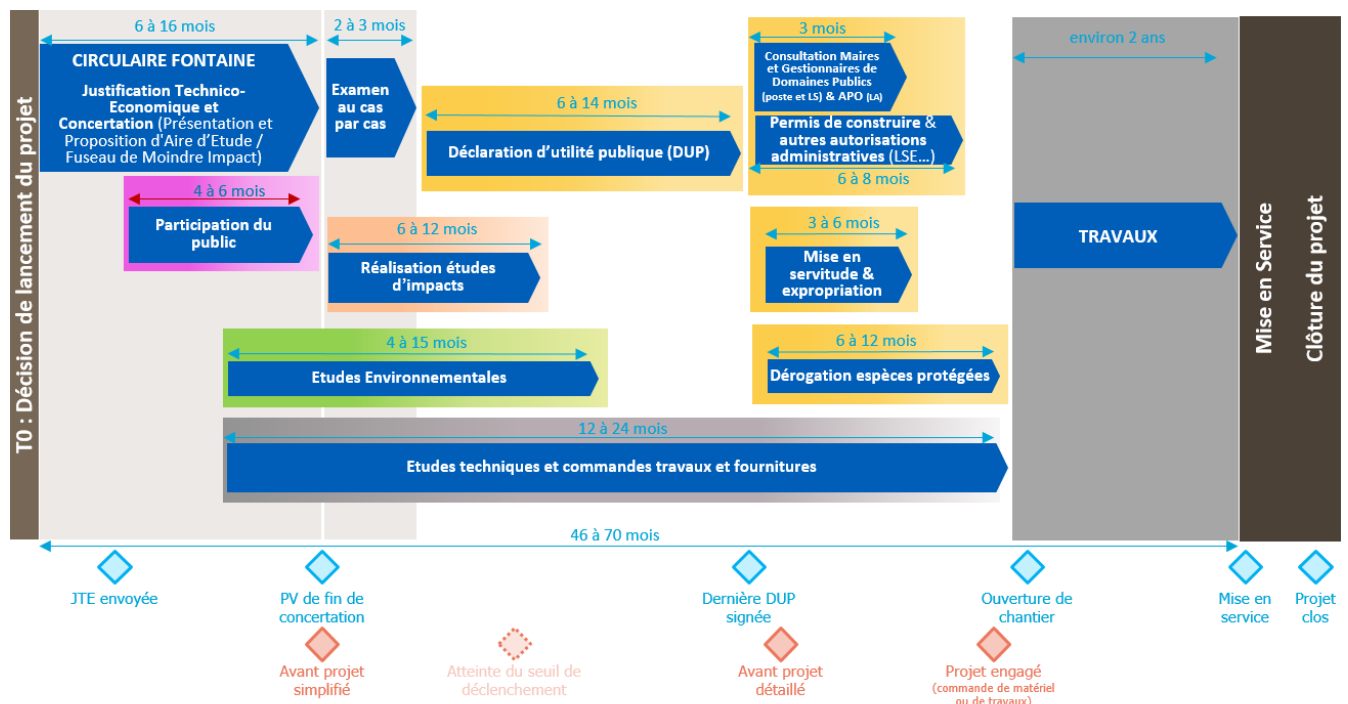 T0 : Décision de lancement du projet
6 à 16 mois
CIRCULAIRE FONTAINE
Justification Technico-
Economique et
Concertation (Présentation et
Proposition d'Aire d'Etude /
Fuseau de Moindre Impact)
4 à 6 mois
Participation du
public
2 à 3 mois
Examen
au cas
par cas
6 à 14 mois
Déclaration d'utilité publique (DUP)
3 mois
Consultation Maires
et Gestionnaires de
Domaines Publics
(poste et LS) & APO (LA)
Permis de construire &
autres autorisations
administratives (LSE...)
6 à 8 mois
6 à 12 mois
Réalisation études
d'impacts
3 à 6 mois
Mise en
servitude &
expropriation
4 à 15 mois
Etudes Environnementales
6 à 12 mois
Dérogation espèces protégées
12 à 24 mois
Etudes techniques et commandes travaux et fournitures
environ 2 ans
TRAVAUX
Mise en Service
Clôture du projet
46 à 70 mois
JTE envoyée
PV de fin de
concertation
Dernière DUP
signée
Ouverture de
chantier
Mise en
service
Projet
clos
Avant projet
simplifié
Atteinte du seuil de
déclenchement
Avant projet
détaillé
Projet engagé
(commande de matériel
ou de travaux)